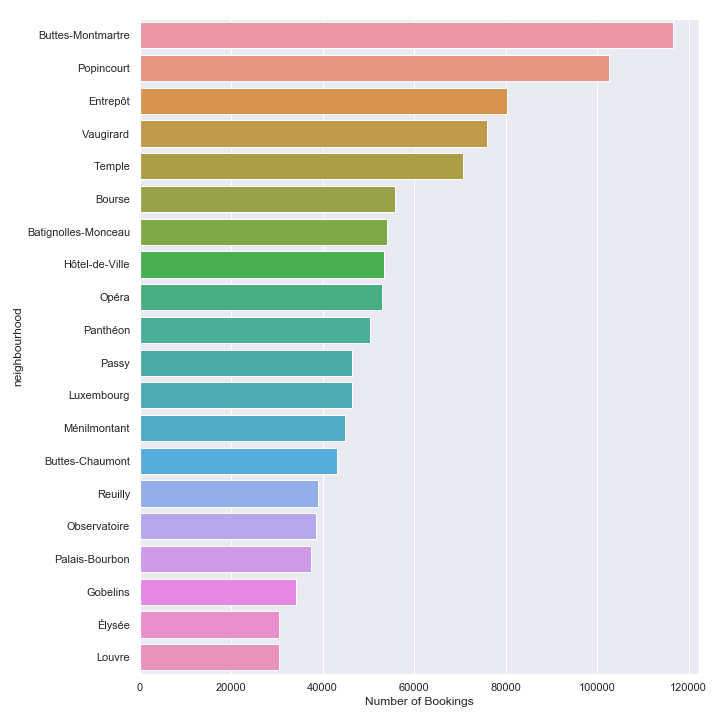 Buttes-Montmartre
Popincourt
Entrepôt
Vaugirard
Temple
Bourse
Batignolles-Monceau
Hôtel-de-Ville
Opéra
Panthéon
Passy
Luxembourg
Ménilmontant
Buttes-Chaumont
Reuilly
Observatoire
Palais-Bourbon
Gobelins
Élysée
Louvre
neighbourhood
0 20000 40000 60000 80000 100000 120000
Number of Bookings